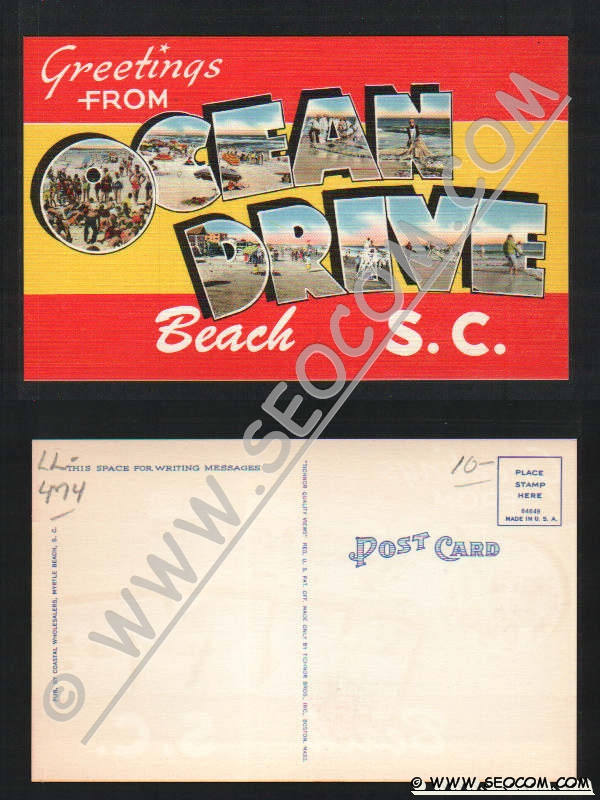 Greetings
FROM
OCEAN
DRIVE
Beach S.C.
© WWW.SEOCOM.COM
LL-
474
THIS SPACE FOR WRITING MESSAGES
10-
PLACE
STAMP
HERE
64649
MADE IN U.S.A.
POST CARD
PUB. BY COASTAL WHOLESALERS, MYRTLE BEACH, S. C.
"TICHNOR QUALITY VIEWS" REG. U. S. PAT. OFF. MADE ONLY BY TICHNOR BROS., INC., BOSTON, MASS.
© WWW.SEOCOM.COM